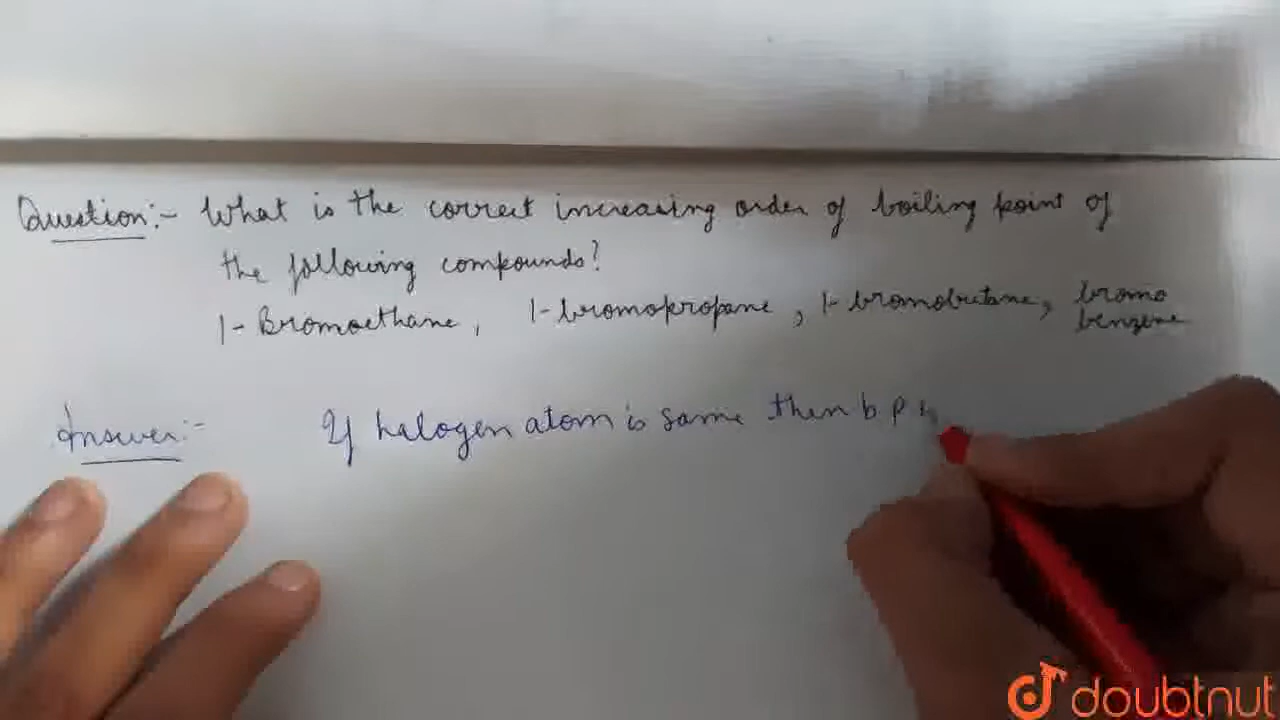 Question:- What is the correct increasing order of boiling point of
the following compounds?
1-Bromoethane, 1-bromopropane, 1-bromobutane, bromo
benzene
Answer:- If halogen atom is same then b.p
doubtnut